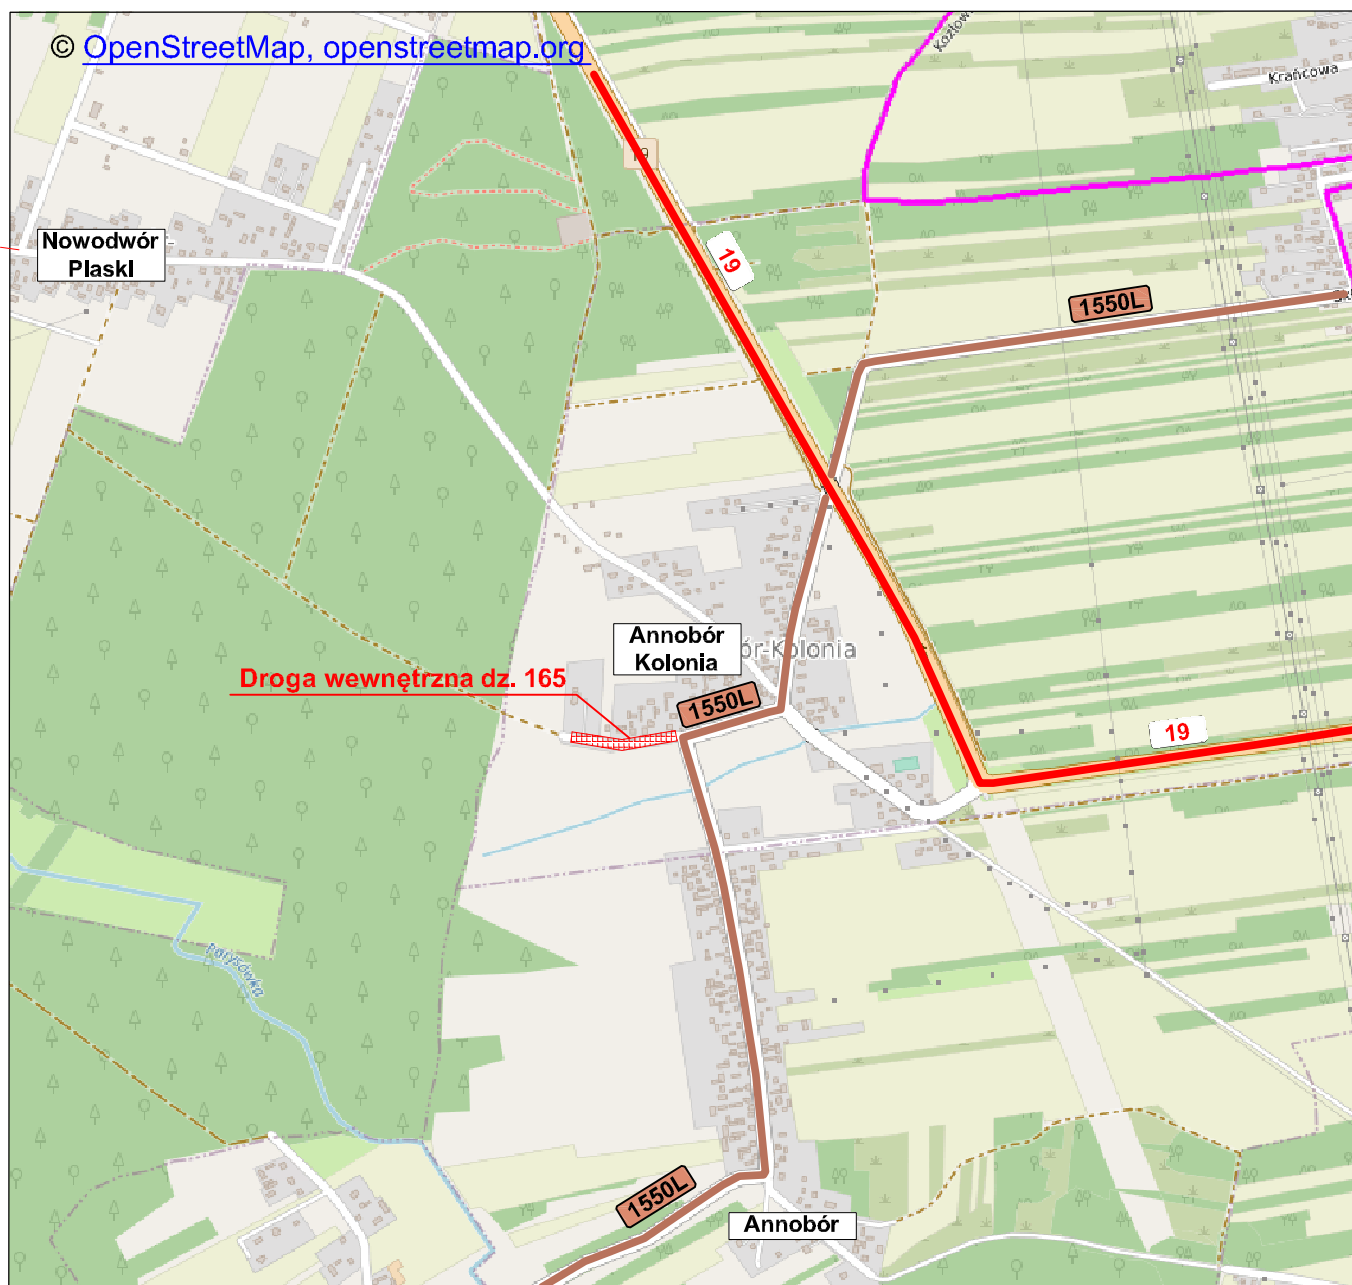 © OpenStreetMap, openstreetmap.org
Krańcowa
19
Nowodwór
Plaskl
19
1550L
Annobór
Kolonia
ór-Kolonia
Droga wewnętrzna dz. 165
1550L
19
1550L
Annobór